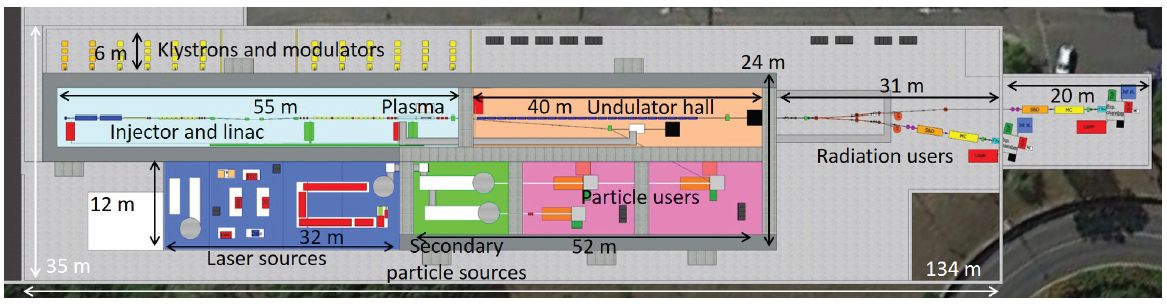 6 m
Klystrons and modulators
24 m
55 m
Plasma
40 m
Undulator hall
31 m
20 m
Injector and linac
Radiation users
12 m
Particle users
32 m
Secondary
52 m
Laser sources
particle sources
35 m
134 m